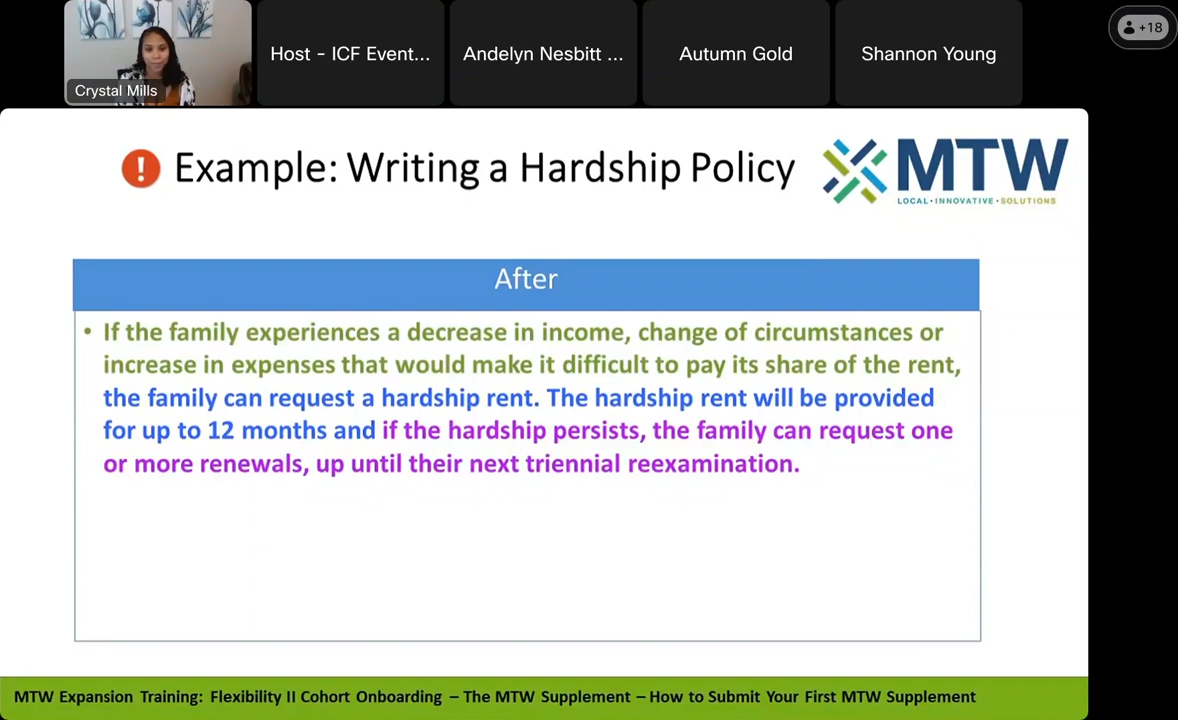 Crystal Mills
Host - ICF Event...
Andelyn Nesbitt ...
Autumn Gold
Shannon Young
+18
! Example: Writing a Hardship Policy
MTW
LOCAL • INNOVATIVE • SOLUTIONS
After
• If the family experiences a decrease in income, change of circumstances or
increase in expenses that would make it difficult to pay its share of the rent,
the family can request a hardship rent. The hardship rent will be provided
for up to 12 months and if the hardship persists, the family can request one
or more renewals, up until their next triennial reexamination.
MTW Expansion Training: Flexibility II Cohort Onboarding – The MTW Supplement – How to Submit Your First MTW Supplement